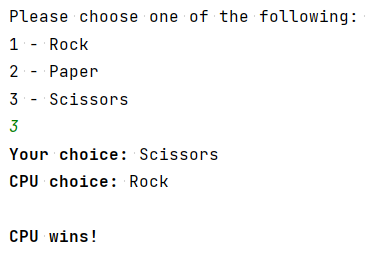 Please choose one of the following:
1 - Rock
2 - Paper
3 - Scissors
3
Your choice: Scissors
CPU choice: Rock
CPU wins!